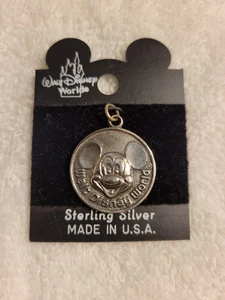 Walt Disney
World®
Walt Disney World.
Sterling Silver
MADE IN U.S.A.